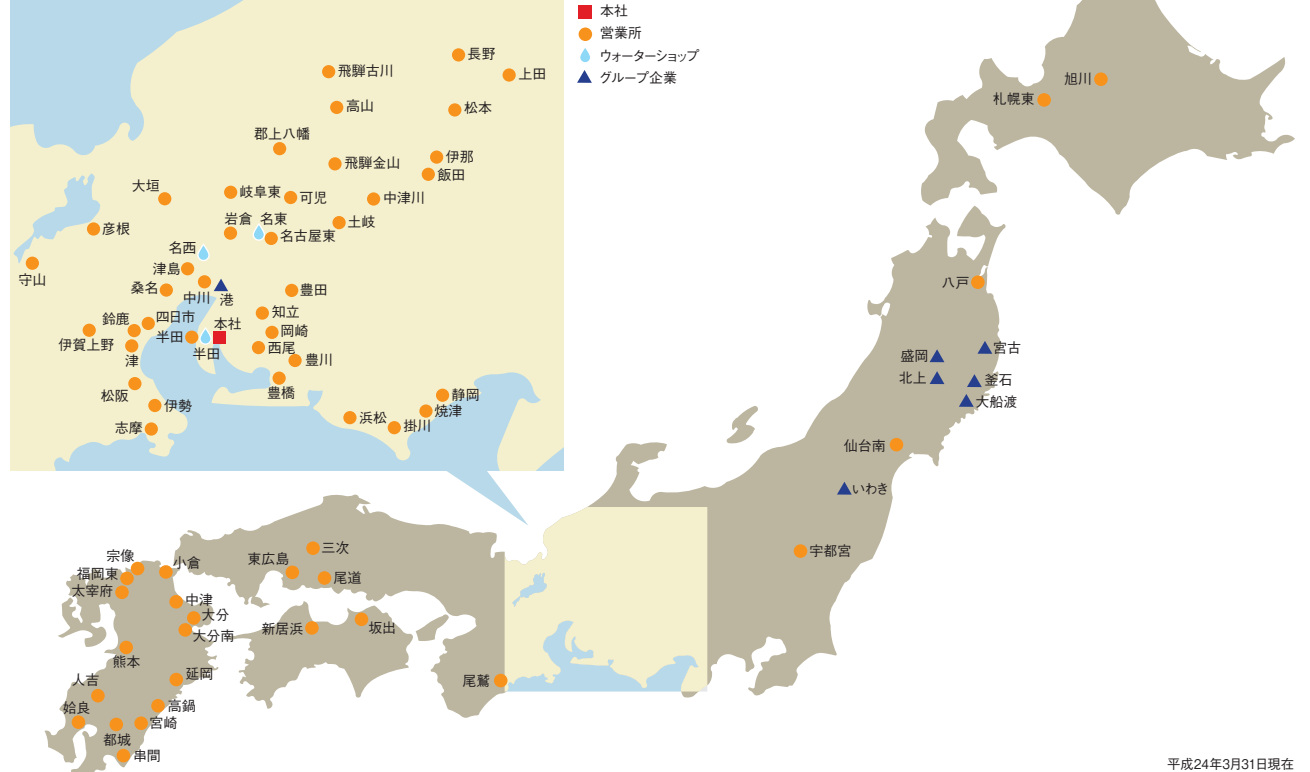 本社
営業所
ウォーターショップ
グループ企業
長野
飛騨古川
上田
高山
松本
郡上八幡
伊那
飛騨金山
飯田
大垣
岐阜東
可児
中津川
岩倉
名東
土岐
彦根
名古屋東
名西
守山
津島
桑名
中川
港
豊田
知立
鈴鹿
四日市
本社
岡崎
伊賀上野
半田
半田
西尾
津
豊川
松阪
豊橋
静岡
伊勢
焼津
志摩
浜松
掛川
旭川
札幌東
八戸
宮古
盛岡
北上
釜石
大船渡
仙台南
いわき
宇都宮
三次
宗像
小倉
東広島
福岡東
尾道
太宰府
中津
大分
新居浜
坂出
大分南
熊本
延岡
尾鷲
人吉
高鍋
姶良
宮崎
都城
串間
平成24年3月31日現在